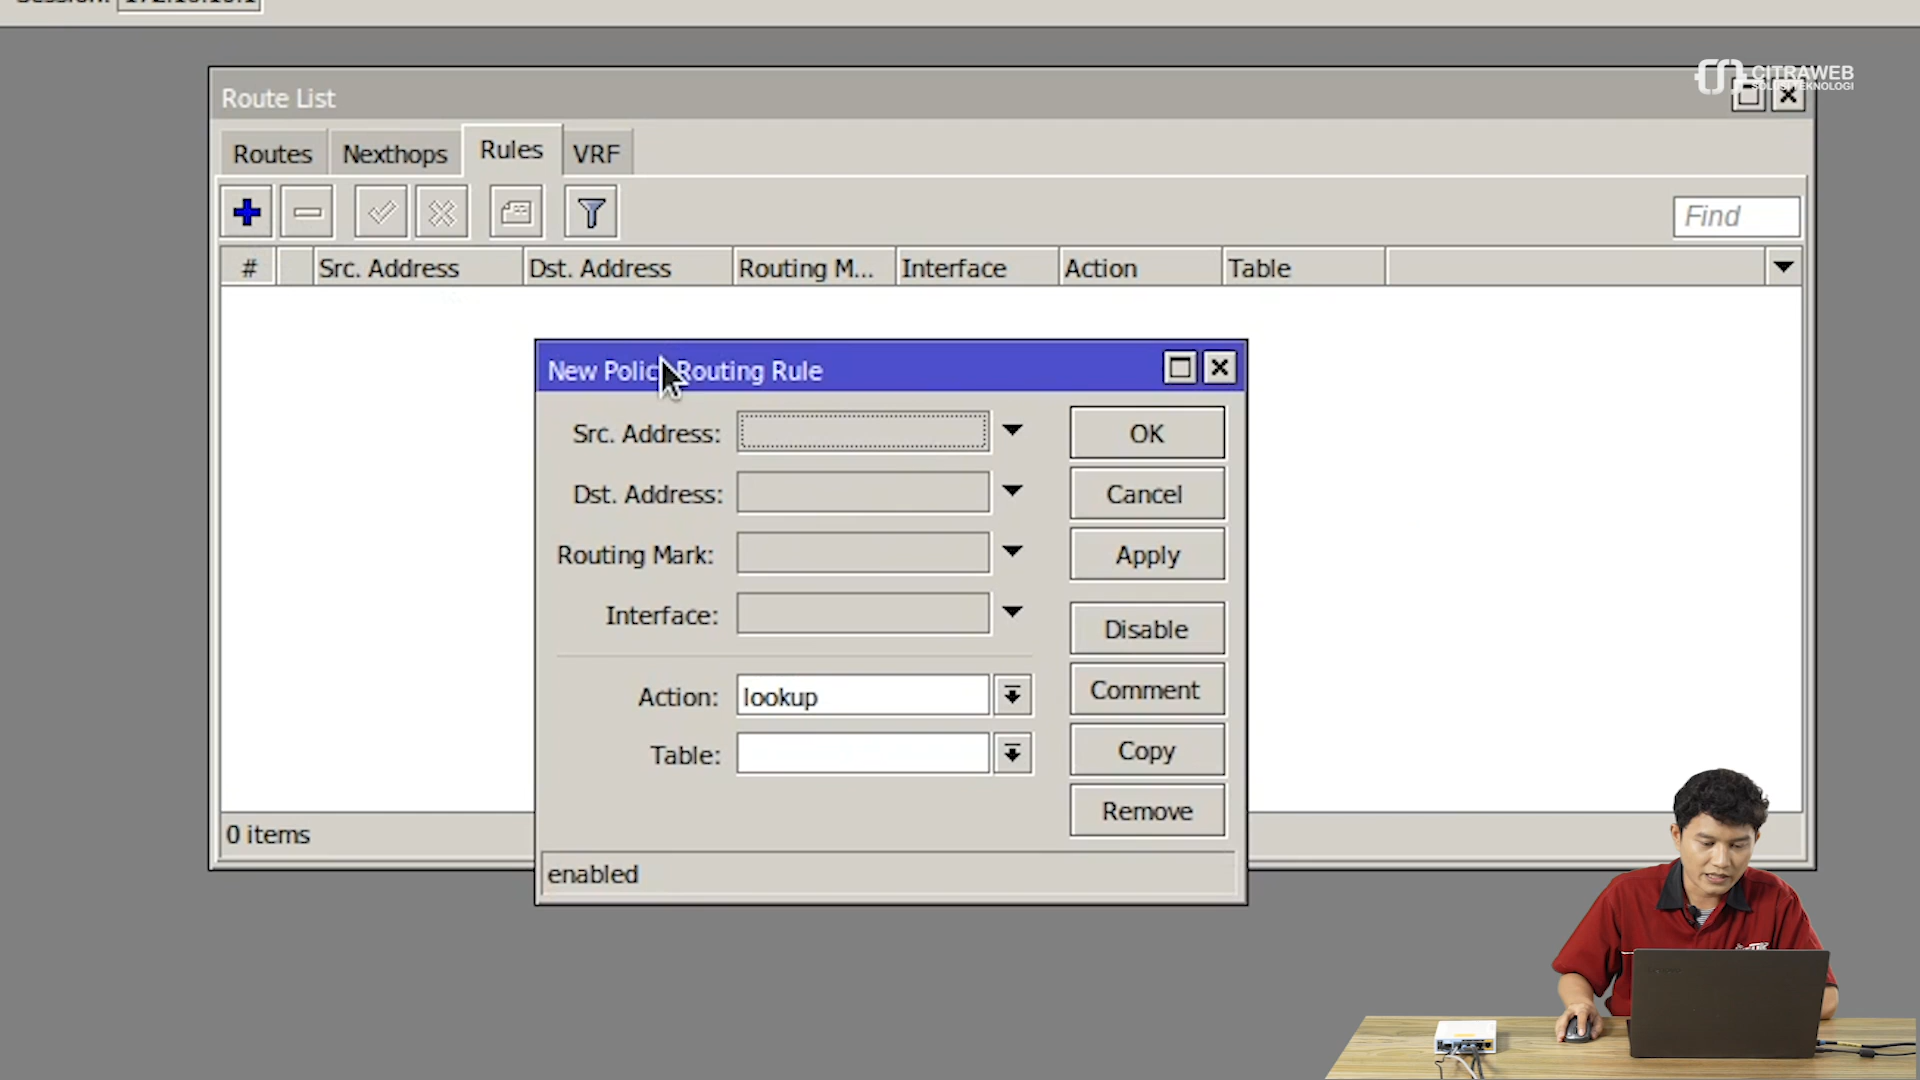 CITRAWEB
SOLUSI TEKNOLOGI
Route List
Routes Nexthops Rules VRF
Find
# Src. Address Dst. Address Routing M... Interface Action Table
New Policy Routing Rule
Src. Address: OK
Dst. Address: Cancel
Routing Mark: Apply
Interface: Disable
Action: lookup Comment
Table: Copy
Remove
0 items
enabled